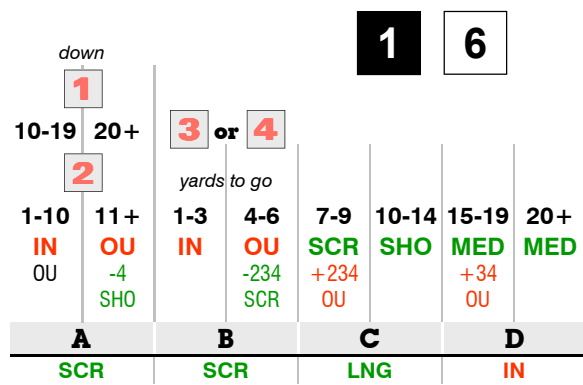 1 6
down
1
10-19 20+ 3 or 4
2 yards to go
1-10 11+ 1-3 4-6 7-9 10-14 15-19 20+
IN OU IN OU SCR SHO MED MED
OU -4 -234 +234 +34
SHO SCR OU OU
A B C D
SCR SCR LNG IN